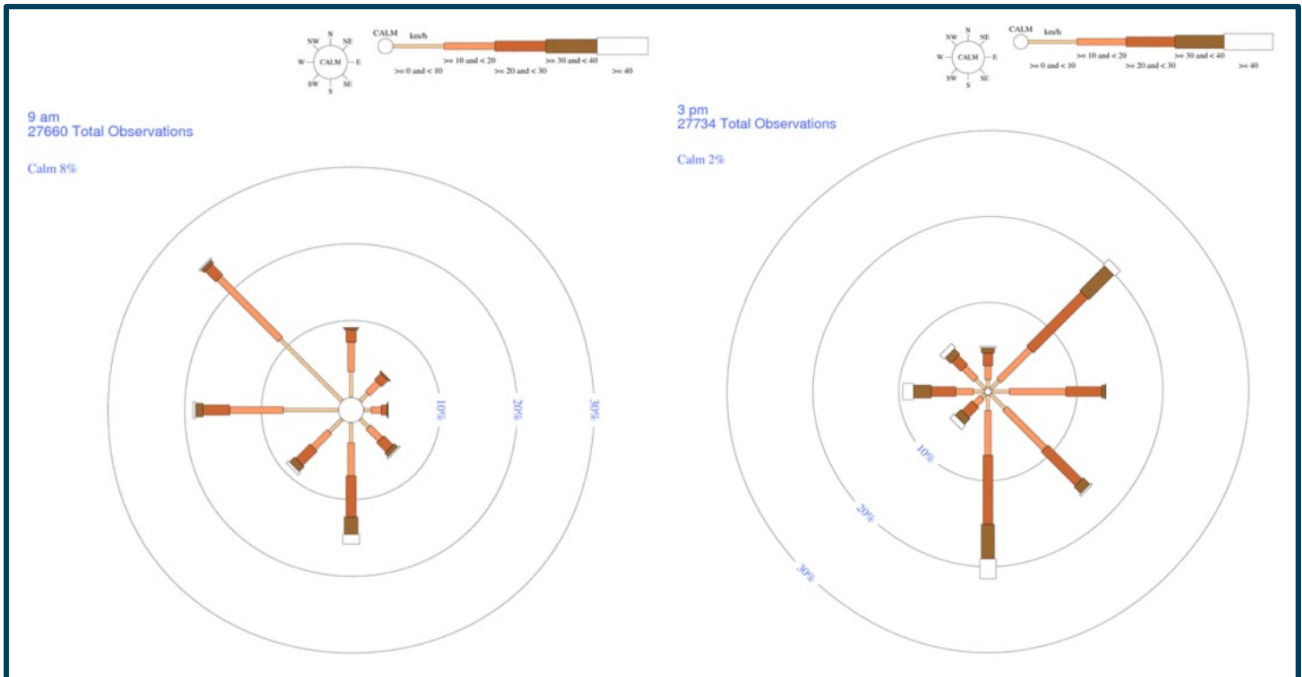 N
NW NE
W CALM E
SW SE
S
CALM km/h
>= 10 and < 20 >= 30 and < 40
>= 0 and < 10 >= 20 and < 30 >= 40
9 am
27660 Total Observations
Calm 8%
10% 20% 30%
N
NW NE
W CALM E
SW SE
S
CALM km/h
>= 10 and < 20 >= 30 and < 40
>= 0 and < 10 >= 20 and < 30 >= 40
3 pm
27734 Total Observations
Calm 2%
10%
20%
30%